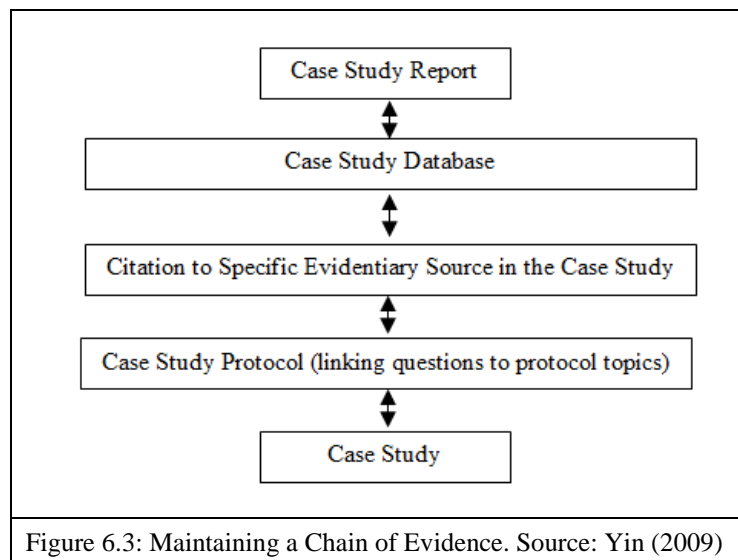 Case Study Report
Case Study Database
Citation to Specific Evidentiary Source in the Case Study
Case Study Protocol (linking questions to protocol topics)
Case Study
Figure 6.3: Maintaining a Chain of Evidence. Source: Yin (2009)